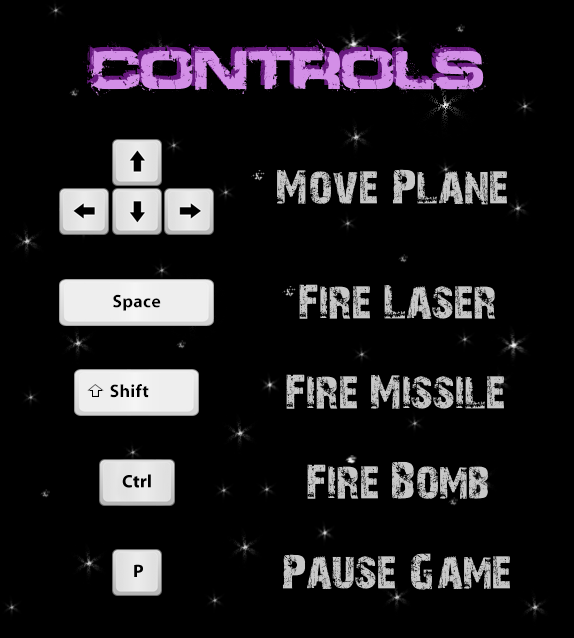 CONTROLS
Move Plane
Space Fire Laser
Shift Fire Missile
Ctrl Fire Bomb
P Pause Game